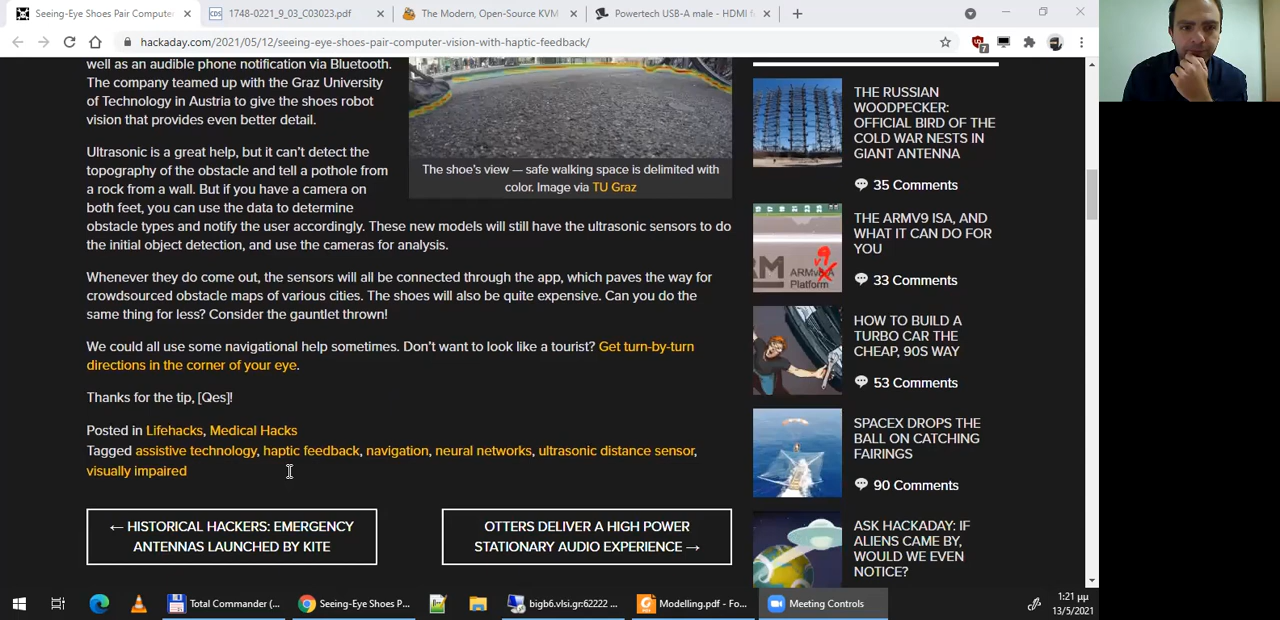 Seeing-Eye Shoes Pair Computer
1748-0221_9_03_C03023.pdf
The Modern, Open-Source KVM
Powertech USB-A male - HDMI f
hackaday.com/2021/05/12/seeing-eye-shoes-pair-computer-vision-with-haptic-feedback/
7
well as an audible phone notification via Bluetooth.
The company teamed up with the Graz University
of Technology in Austria to give the shoes robot
vision that provides even better detail.
The shoe's view — safe walking space is delimited with
color. Image via TU Graz
Ultrasonic is a great help, but it can't detect the
topography of the obstacle and tell a pothole from
a rock from a wall. But if you have a camera on
both feet, you can use the data to determine
obstacle types and notify the user accordingly. These new models will still have the ultrasonic sensors to do
the initial object detection, and use the cameras for analysis.
Whenever they do come out, the sensors will all be connected through the app, which paves the way for
crowdsourced obstacle maps of various cities. The shoes will also be quite expensive. Can you do the
same thing for less? Consider the gauntlet thrown!
We could all use some navigational help sometimes. Don't want to look like a tourist? Get turn-by-turn
directions in the corner of your eye.
Thanks for the tip, [Qes]!
Posted in Lifehacks, Medical Hacks
Tagged assistive technology, haptic feedback, navigation, neural networks, ultrasonic distance sensor,
visually impaired
← HISTORICAL HACKERS: EMERGENCY
ANTENNAS LAUNCHED BY KITE
OTTERS DELIVER A HIGH POWER
STATIONARY AUDIO EXPERIENCE →
THE RUSSIAN
WOODPECKER:
OFFICIAL BIRD OF THE
COLD WAR NESTS IN
GIANT ANTENNA
35 Comments
THE ARMV9 ISA, AND
WHAT IT CAN DO FOR
YOU
33 Comments
HOW TO BUILD A
TURBO CAR THE
CHEAP, 90S WAY
53 Comments
SPACEX DROPS THE
BALL ON CATCHING
FAIRINGS
90 Comments
ASK HACKADAY: IF
ALIENS CAME BY,
WOULD WE EVEN
NOTICE?
Total Commander (...
Seeing-Eye Shoes P...
bigb6.vlsi.gr:62222 ...
Modelling.pdf - Fo...
Meeting Controls
1:21 μμ
13/5/2021